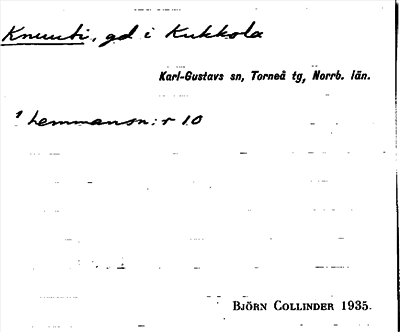 Knuuti, gd i Kukkola
Karl-Gustavs sn, Torneå tg, Norrb. län.
1 Lemmansn:r 10
BJÖRN COLLINDER 1935.